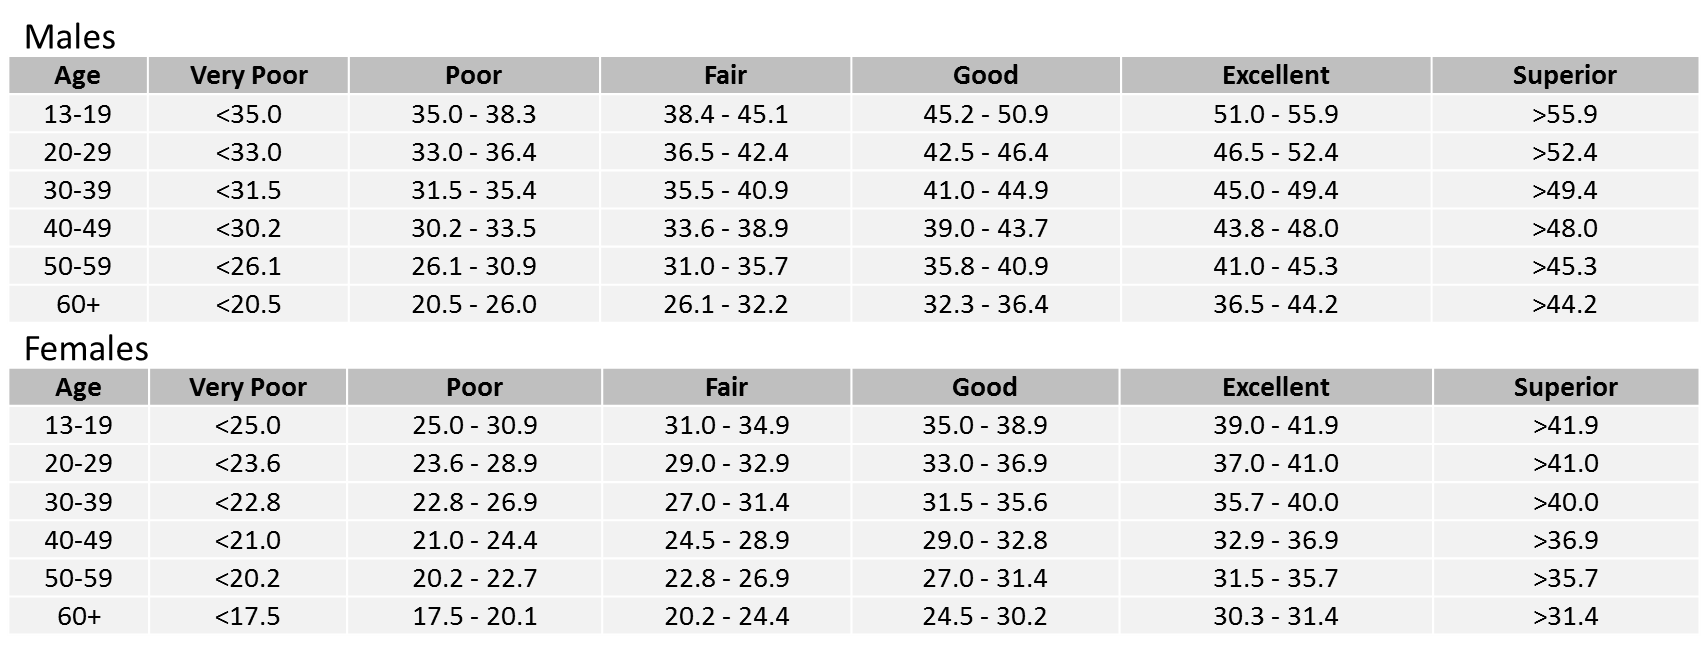 Males
Age Very Poor Poor Fair Good Excellent Superior
13-19 <35.0 35.0 - 38.3 38.4 - 45.1 45.2 - 50.9 51.0 - 55.9 >55.9
20-29 <33.0 33.0 - 36.4 36.5 - 42.4 42.5 - 46.4 46.5 - 52.4 >52.4
30-39 <31.5 31.5 - 35.4 35.5 - 40.9 41.0 - 44.9 45.0 - 49.4 >49.4
40-49 <30.2 30.2 - 33.5 33.6 - 38.9 39.0 - 43.7 43.8 - 48.0 >48.0
50-59 <26.1 26.1 - 30.9 31.0 - 35.7 35.8 - 40.9 41.0 - 45.3 >45.3
60+ <20.5 20.5 - 26.0 26.1 - 32.2 32.3 - 36.4 36.5 - 44.2 >44.2
Females
Age Very Poor Poor Fair Good Excellent Superior
13-19 <25.0 25.0 - 30.9 31.0 - 34.9 35.0 - 38.9 39.0 - 41.9 >41.9
20-29 <23.6 23.6 - 28.9 29.0 - 32.9 33.0 - 36.9 37.0 - 41.0 >41.0
30-39 <22.8 22.8 - 26.9 27.0 - 31.4 31.5 - 35.6 35.7 - 40.0 >40.0
40-49 <21.0 21.0 - 24.4 24.5 - 28.9 29.0 - 32.8 32.9 - 36.9 >36.9
50-59 <20.2 20.2 - 22.7 22.8 - 26.9 27.0 - 31.4 31.5 - 35.7 >35.7
60+ <17.5 17.5 - 20.1 20.2 - 24.4 24.5 - 30.2 30.3 - 31.4 >31.4